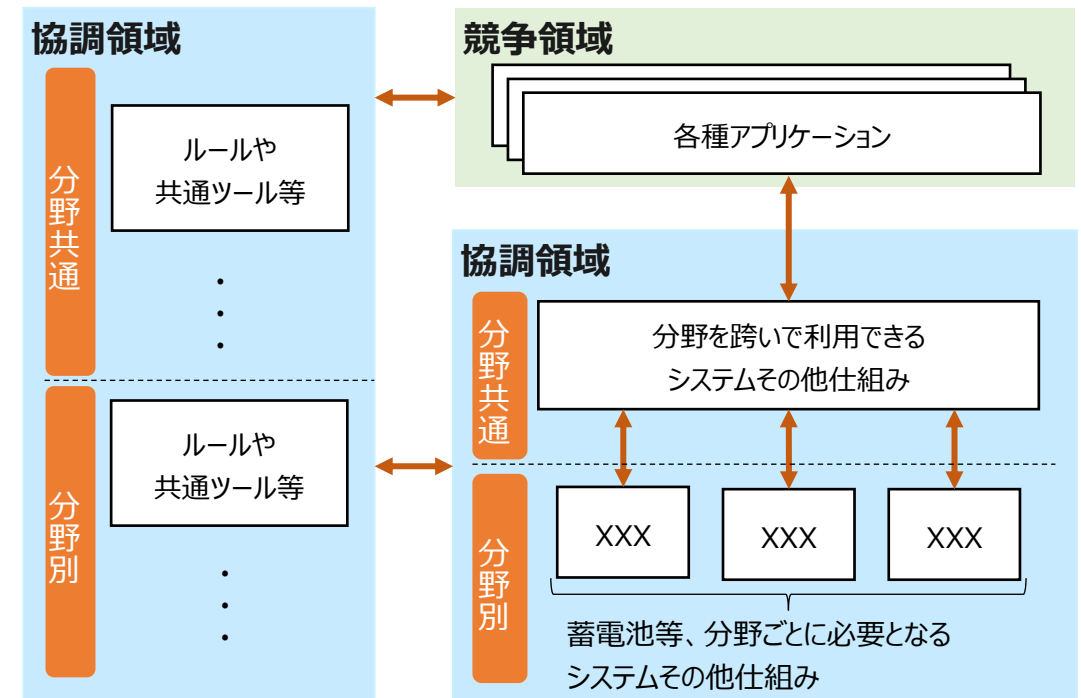 協調領域
分野共通
ルールや
共通ツール等
・
・
・
分野別
ルールや
共通ツール等
・
・
・
競争領域
各種アプリケーション
協調領域
分野共通
分野を跨いで利用できる
システムその他仕組み
分野別
XXX
XXX
XXX
蓄電池等、分野ごとに必要となる
システムその他仕組み